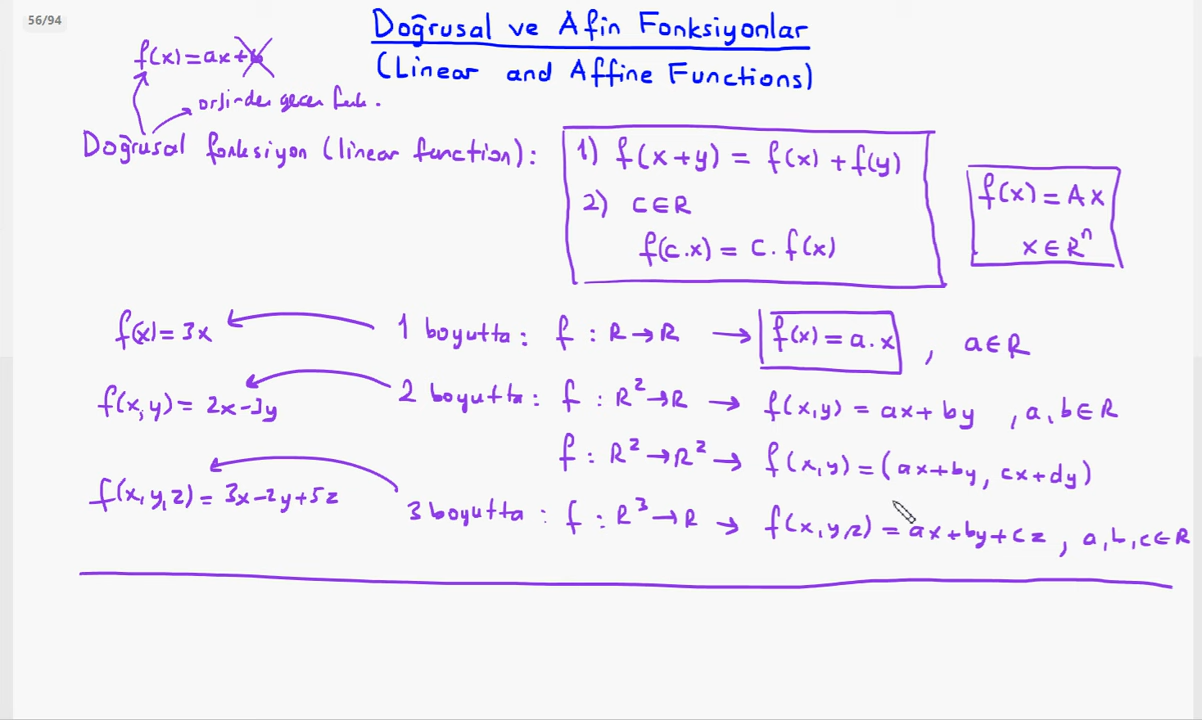 56/94
Doğrusal ve Afin Fonksiyonlar
(Linear and Affine Functions)
f(x) = ax+b
orjinden geçen fonk.
Doğrusal fonksiyon (linear function):
1) f(x+y) = f(x) + f(y)
2) c∈R
f(c.x) = c. f(x)
f(x) = Ax
x ∈ Rⁿ
f(x) = 3x
1 boyutta: f : R→R → f(x) = a.x , a∈R
f(x,y) = 2x-3y
2 boyutta: f : R²→R → f(x,y) = ax+by , a,b∈R
f : R²→R² → f(x,y) = (ax+by, cx+dy)
f(x,y,z) = 3x-2y+5z
3 boyutta: f : R³→R → f(x,y,z) = ax+by+cz , a,b,c∈R